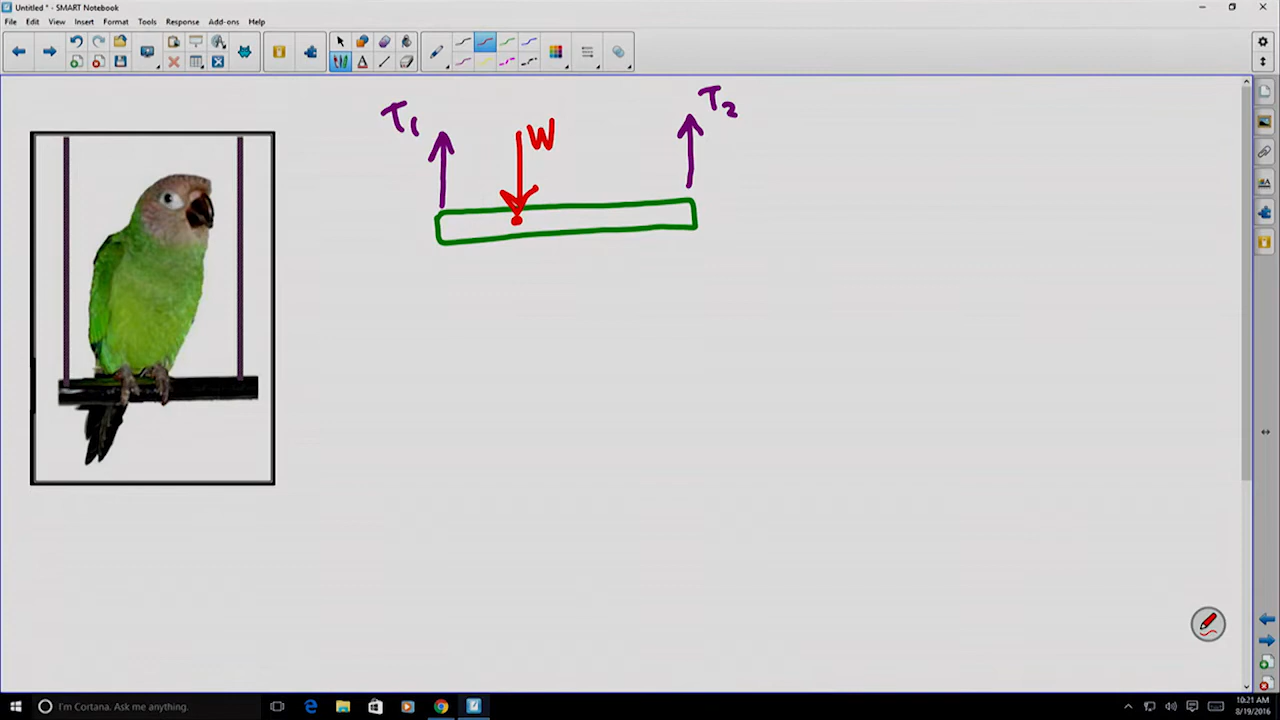 Untitled * - SMART Notebook
File Edit View Insert Format Tools Response Add-ons Help
T1
W
T2
I'm Cortana. Ask me anything.
10:21 AM
8/19/2016